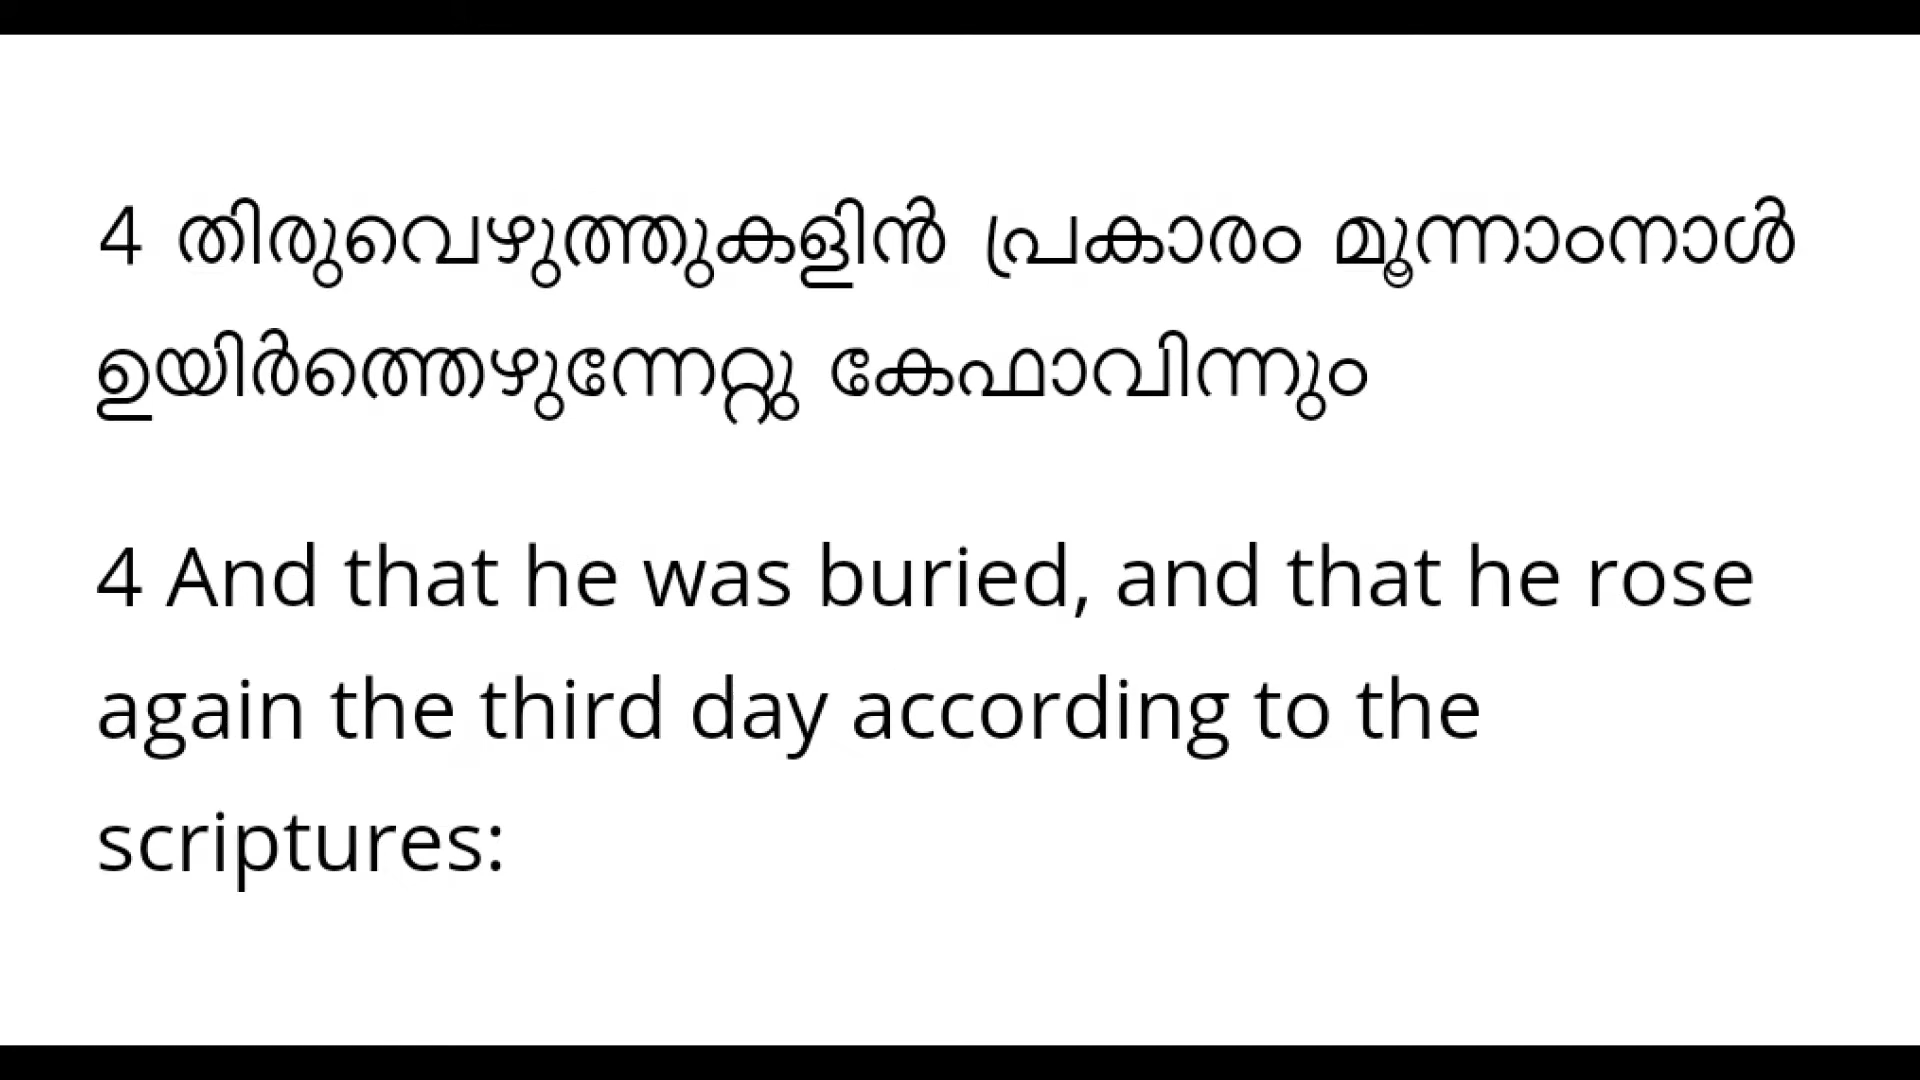 4 തിരുവെഴുത്തുകളിൻ പ്രകാരം മൂന്നാംനാൾ
ഉയിർത്തെഴുന്നേറ്റു കേഫാവിന്നും
4 And that he was buried, and that he rose
again the third day according to the
scriptures: